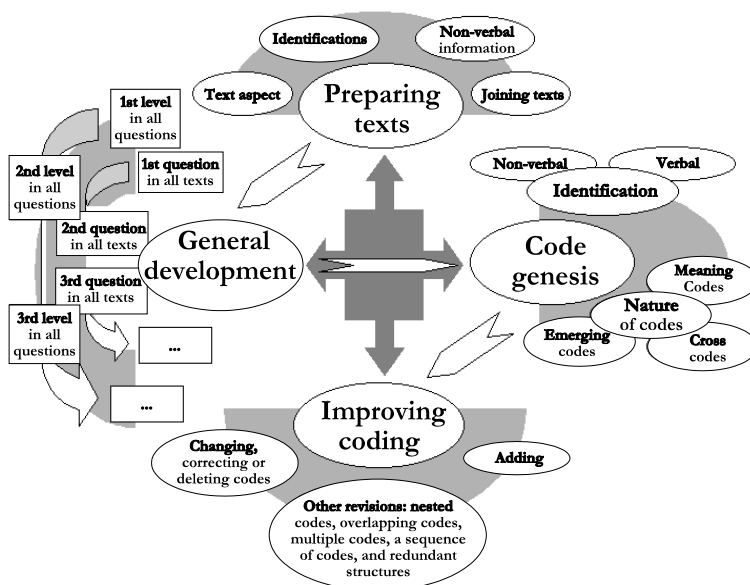 Identifications
Non-verbal
information
Text aspect
Preparing
texts
Joining texts
1st level
in all
questions
1st question
in all texts
2nd level
in all
questions
2nd question
in all texts
3rd question
in all texts
3rd level
in all
questions
...
...
General
development
Non-verbal
Verbal
Identification
Code
genesis
Meaning
Codes
Nature
of codes
Emerging
codes
Cross
codes
Improving
coding
Changing,
correcting or
deleting codes
Adding
Other revisions: nested
codes, overlapping codes,
multiple codes, a sequence
of codes, and redundant
structures